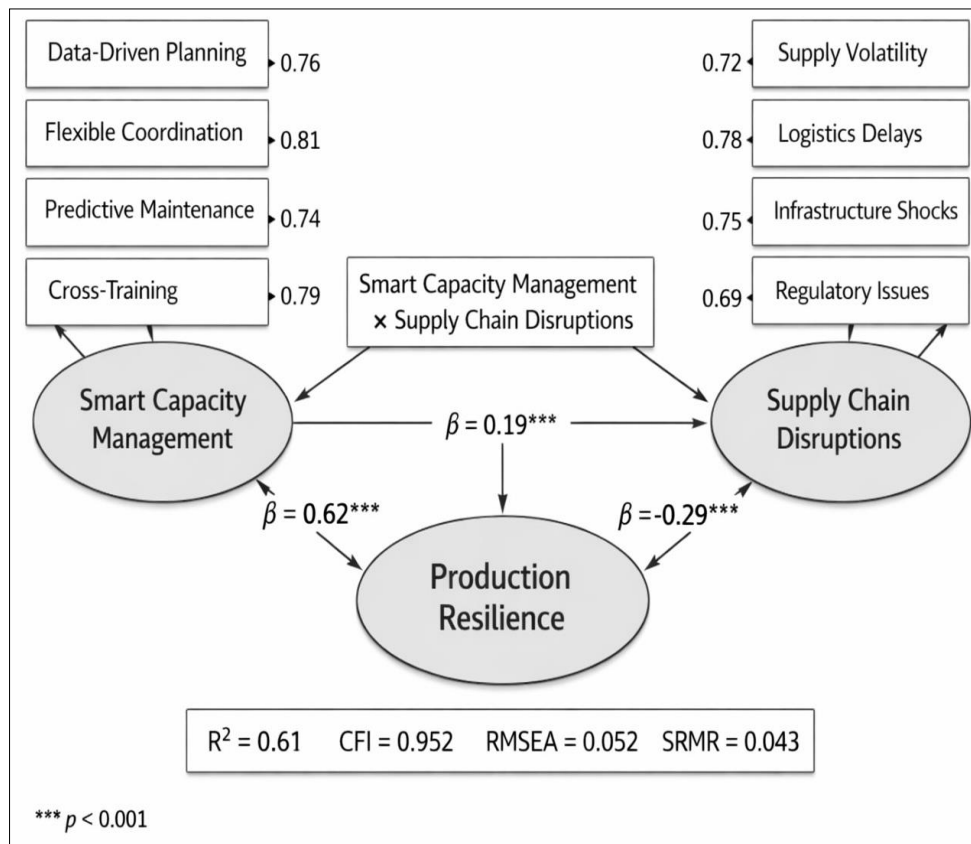 Data-Driven Planning
0.76
Flexible Coordination
0.81
Predictive Maintenance
0.74
Cross-Training
0.79
0.72
Supply Volatility
0.78
Logistics Delays
0.75
Infrastructure Shocks
0.69
Regulatory Issues
Smart Capacity Management
× Supply Chain Disruptions
Smart Capacity
Management
β = 0.19***
Supply Chain
Disruptions
β = 0.62***
β = -0.29***
Production
Resilience
R² = 0.61 CFI = 0.952 RMSEA = 0.052 SRMR = 0.043
*** p < 0.001